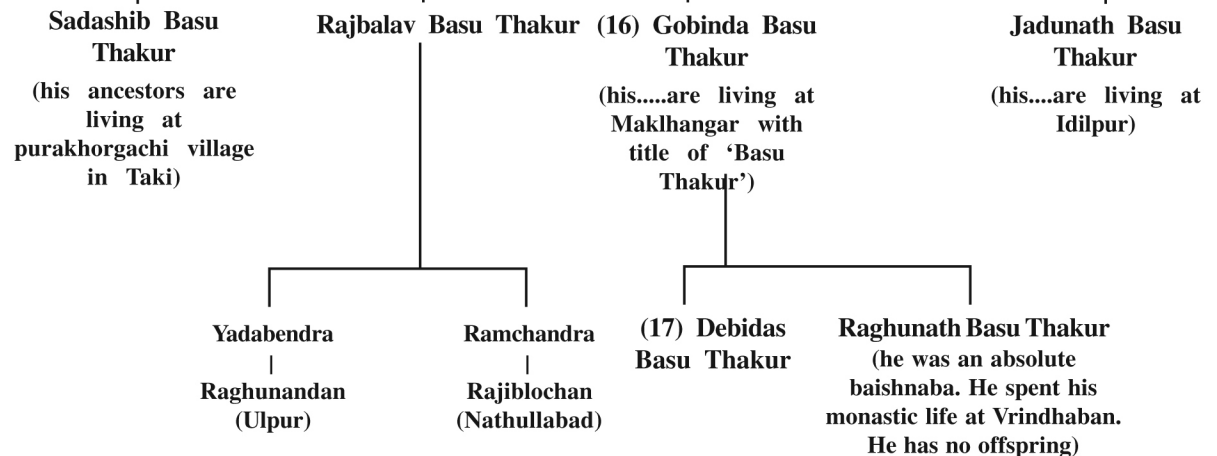 Sadashib Basu
Thakur
(his ancestors are
living at
purakhorgachi village
in Taki)
Rajbalav Basu Thakur
(16) Gobinda Basu
Thakur
(his.....are living at
Maklhangar with
title of ‘Basu
Thakur’)
Jadunath Basu
Thakur
(his....are living at
Idilpur)
Yadabendra
Raghunandan
(Ulpur)
Ramchandra
Rajiblochan
(Nathullabad)
(17) Debidas
Basu Thakur
Raghunath Basu Thakur
(he was an absolute
baishnaba. He spent his
monastic life at Vrindhaban.
He has no offspring)